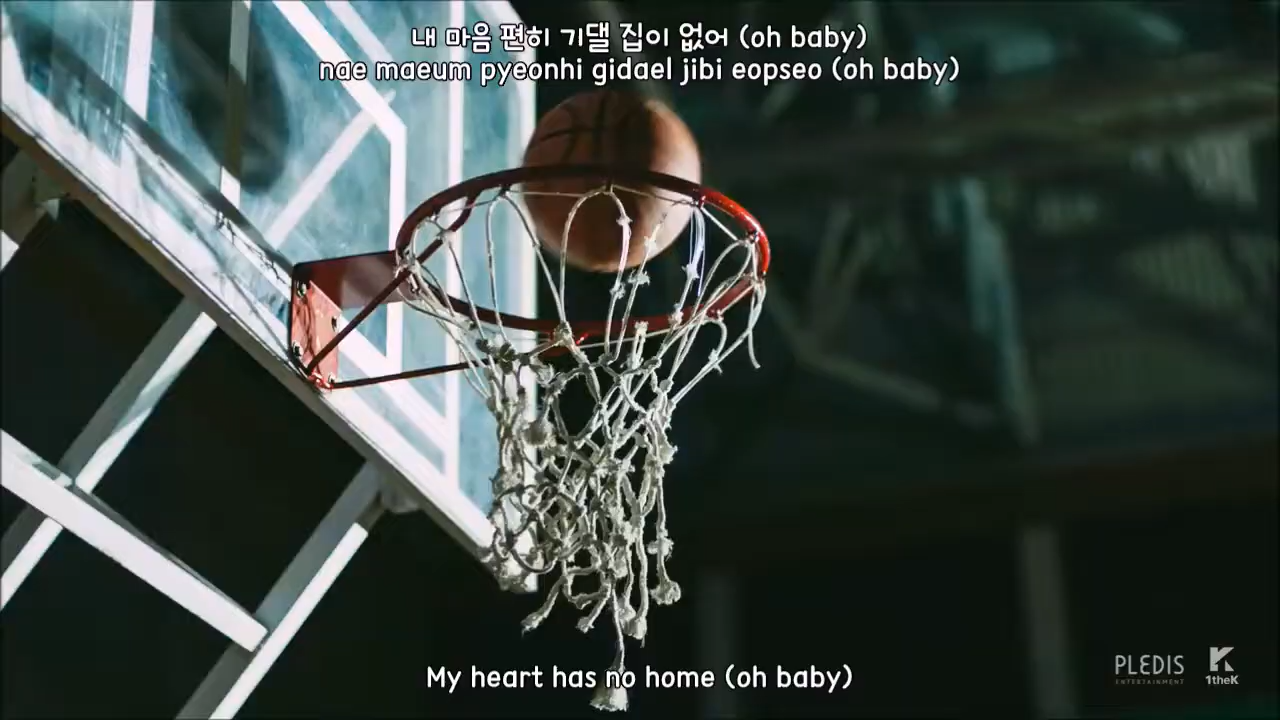 내 마음 편히 기댈 집이 없어 (oh baby)
nae maeum pyeonhi gidael jibi eopseo (oh baby)
My heart has no home (oh baby)
PLEDIS
ENTERTAINMENT
1theK